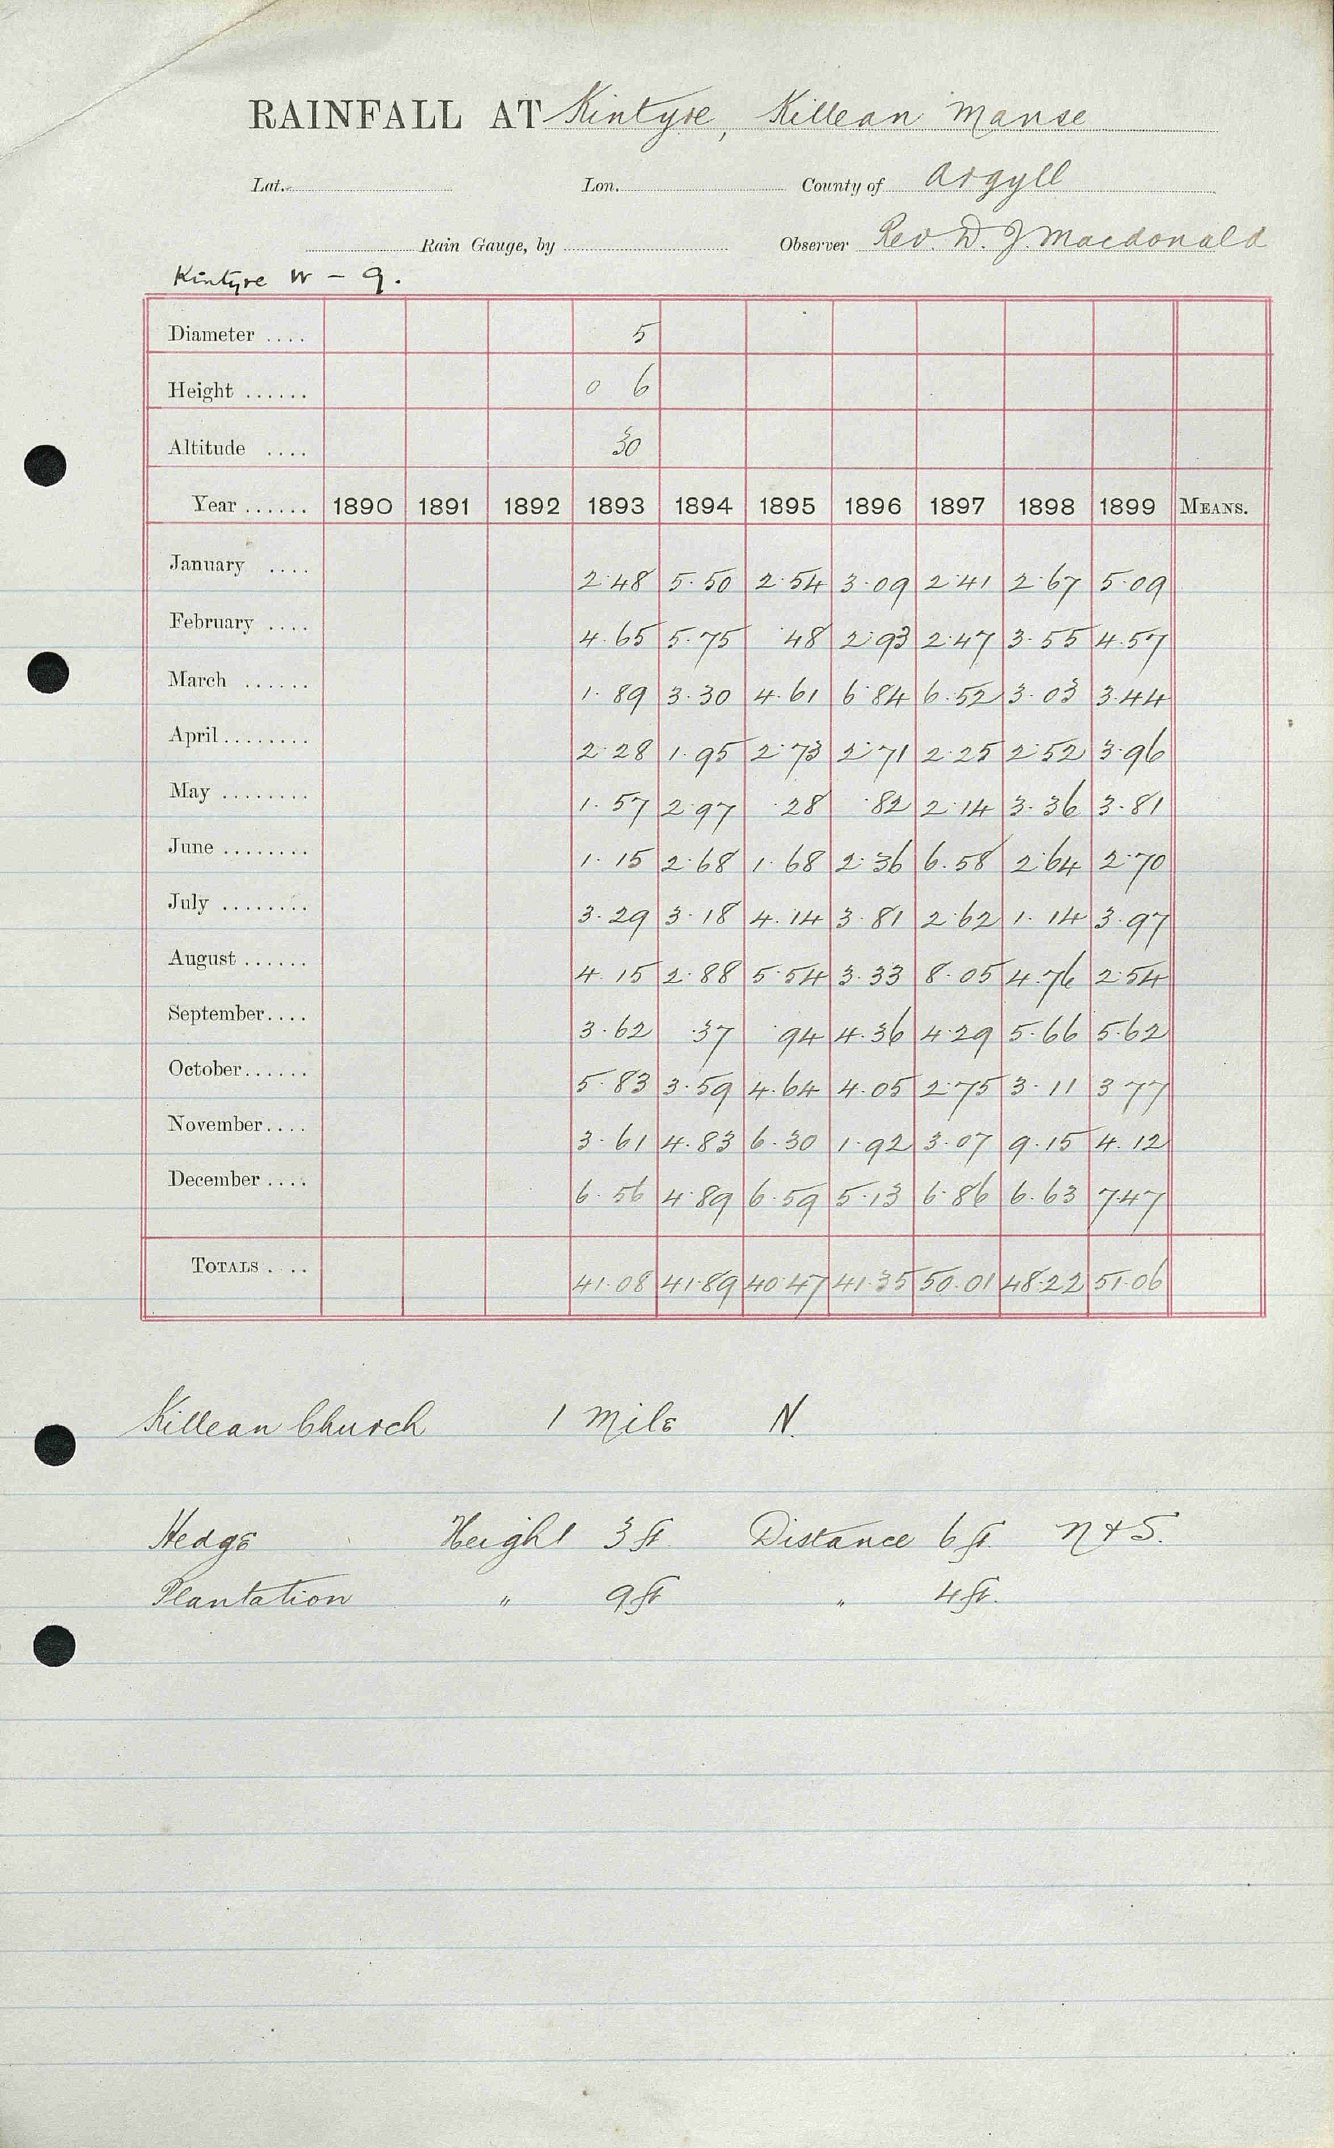 RAINFALL AT Kintyre, Killean Manse
Lat. Lon. County of Argyll
Rain Gauge, by Observer Rev. D. J. Macdonald
Kintyre W - 9.
Diameter .... 5
Height ...... 0 6
Altitude .... 30
Year ...... 1890 1891 1892 1893 1894 1895 1896 1897 1898 1899 MEANS.
January .... 2.48 5.50 2.54 3.09 2.41 2.67 5.09
February .... 4.65 5.75 .48 2.93 2.47 3.55 4.57
March ...... 1.89 3.30 4.61 6.84 6.52 3.03 3.44
April ........ 2.28 1.95 2.73 2.71 2.25 2.52 3.96
May ........ 1.57 2.97 .28 .82 2.14 3.36 3.81
June ........ 1.15 2.68 1.68 2.36 6.58 2.64 2.70
July ........ 3.29 3.18 4.14 3.81 2.62 1.14 3.97
August ...... 4.15 2.88 5.54 3.33 8.05 4.76 2.54
September .... 3.62 .37 .94 4.36 4.29 5.66 5.62
October ...... 5.83 3.59 4.64 4.05 2.75 3.11 3.77
November .... 3.61 4.83 6.30 1.92 3.07 9.15 4.12
December .... 6.56 4.89 6.59 5.13 6.86 6.63 7.47
TOTALS .... 41.08 41.89 40.47 41.35 50.01 48.22 51.06
Killean Church 1 Mile N.
Hedge Height 3 ft. Distance 6 ft. N & S.
Plantation " 9 ft " 4 ft.